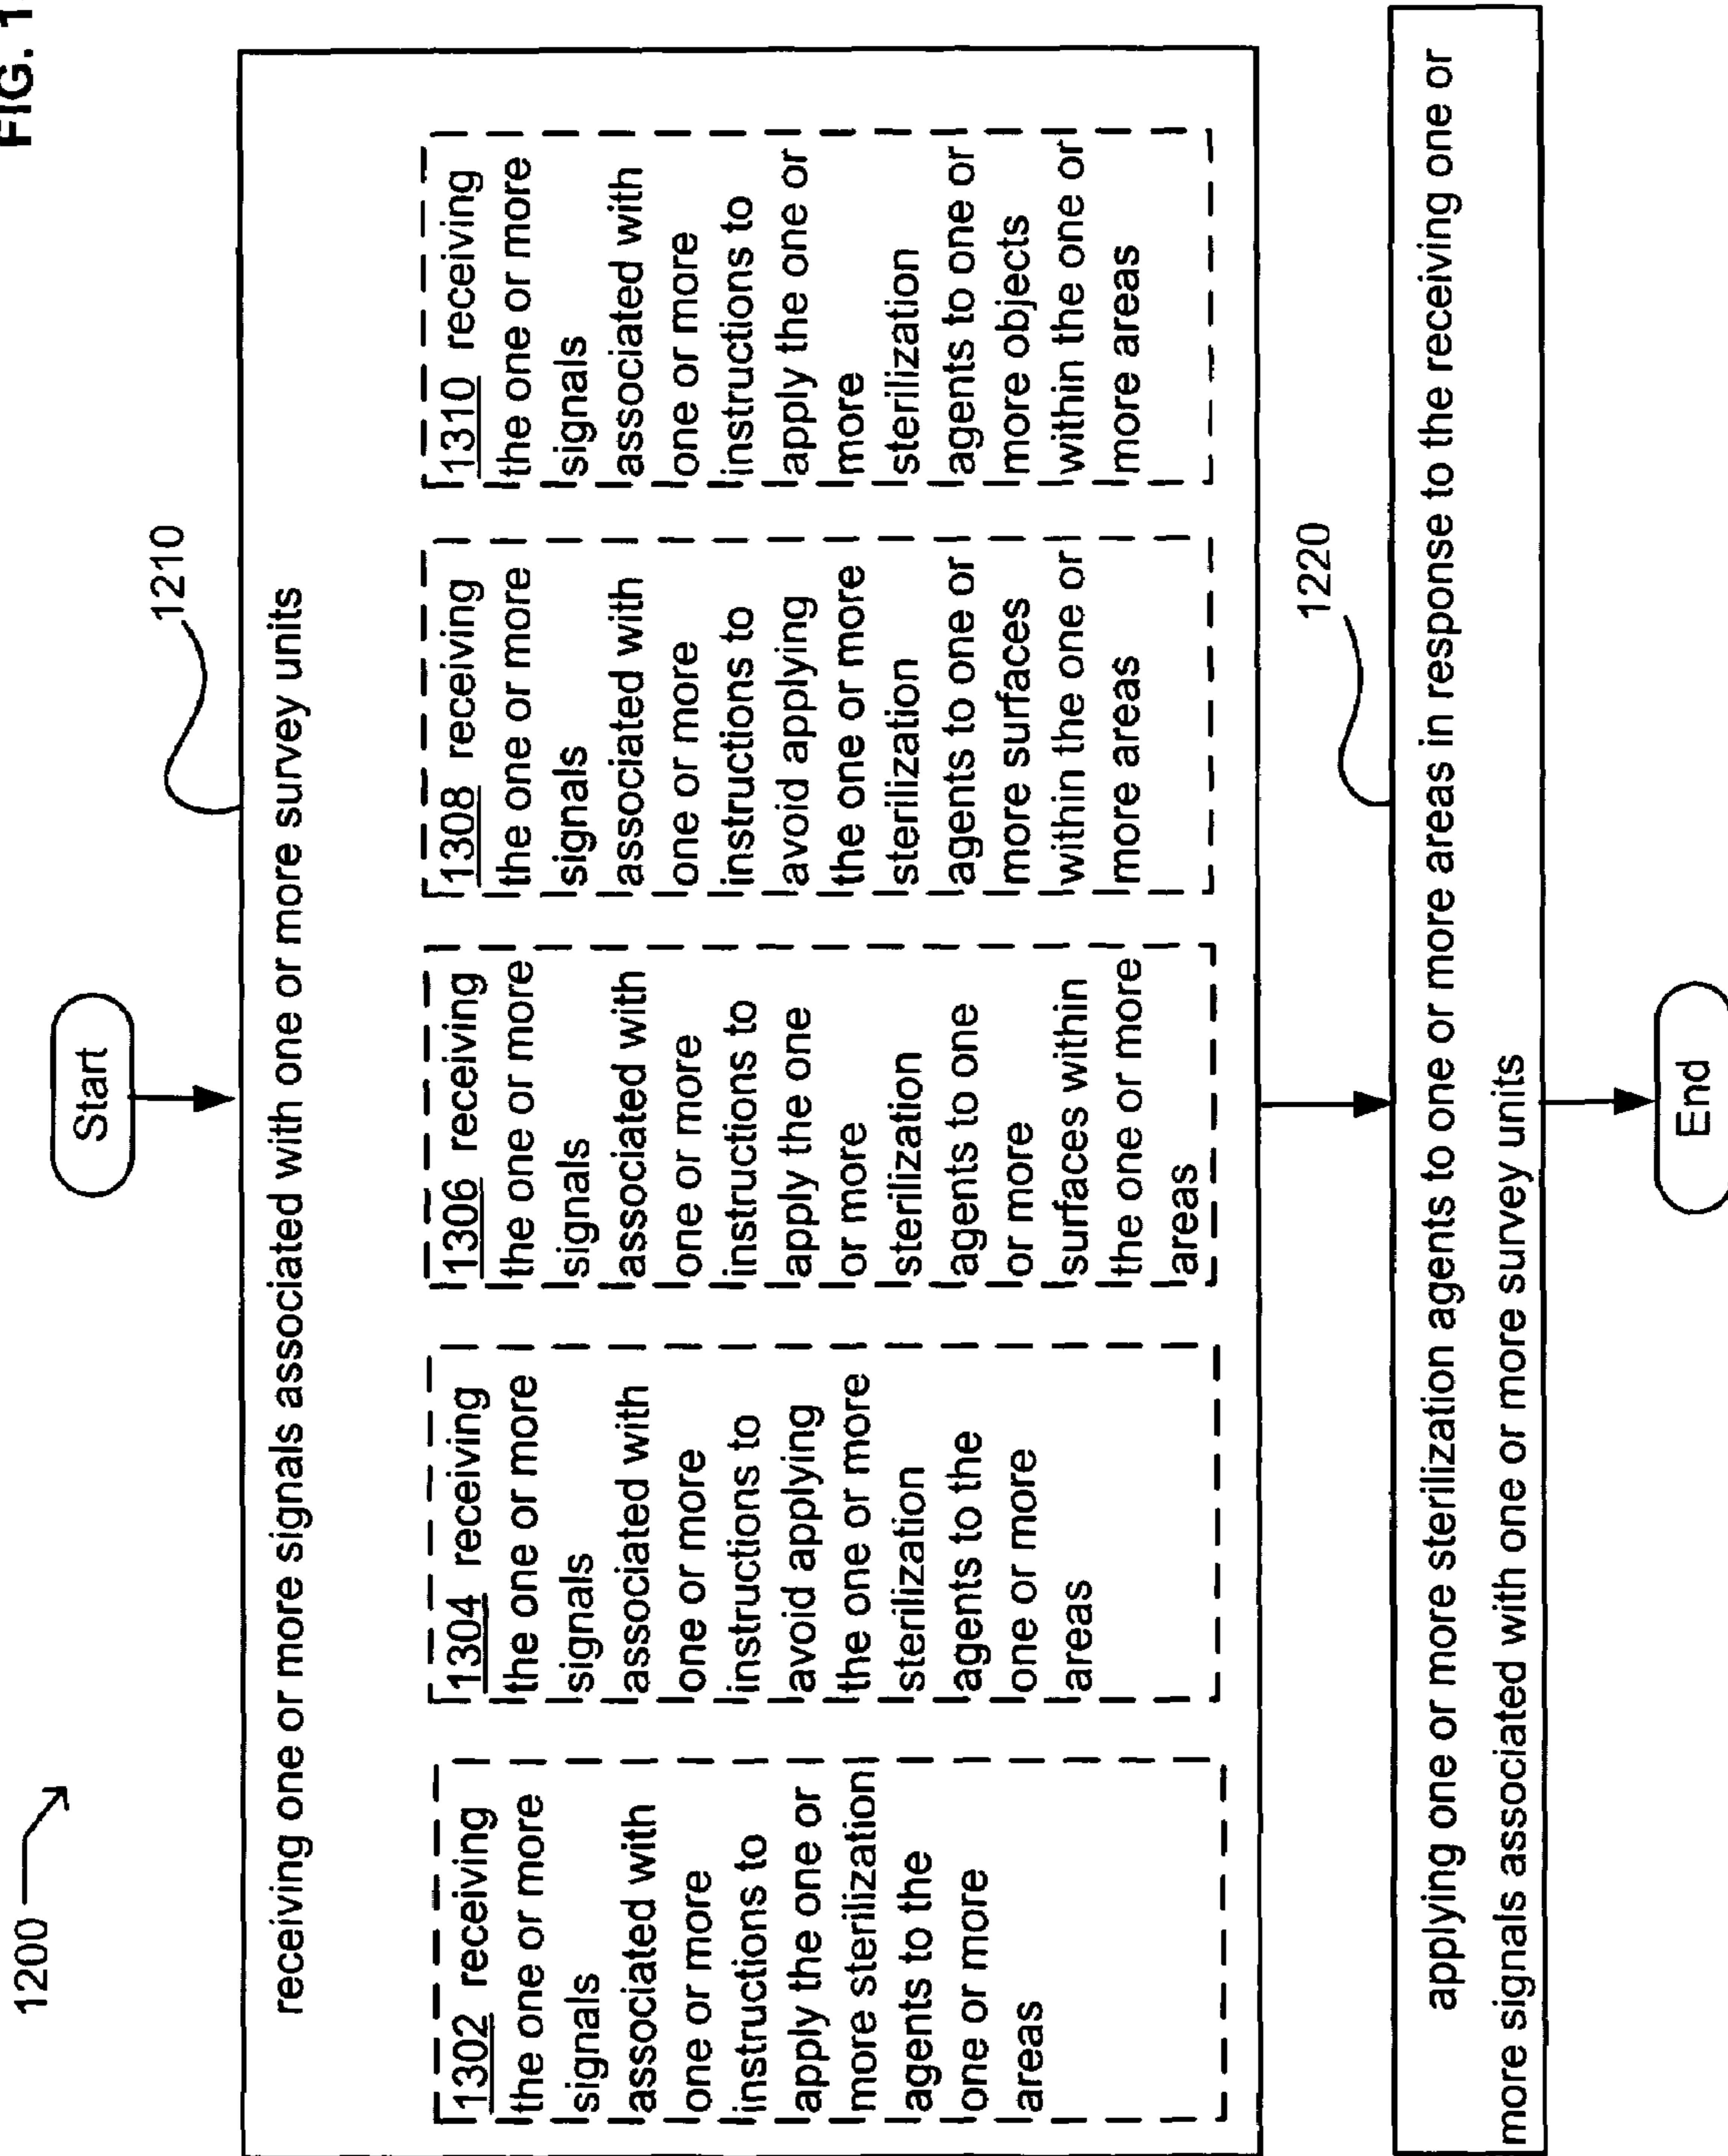 FIG. 1
1200
Start
1210
receiving one or more signals associated with one or more survey units
1302 receiving
the one or more
signals
associated with
one or more
instructions to
apply the one or
more sterilization
agents to the
one or more
areas
1304 receiving
the one or more
signals
associated with
one or more
instructions to
avoid applying
the one or more
sterilization
agents to the
one or more
areas
1306 receiving
the one or more
signals
associated with
one or more
instructions to
apply the one
or more
sterilization
agents to one
or more
surfaces within
the one or more
areas
1308 receiving
the one or more
signals
associated with
one or more
instructions to
avoid applying
the one or more
sterilization
agents to one or
more surfaces
within the one or
more areas
1310 receiving
the one or more
signals
associated with
one or more
instructions to
apply the one or
more
sterilization
agents to one or
more objects
within the one or
more areas
1220
applying one or more sterilization agents to one or more areas in response to the receiving one or
more signals associated with one or more survey units
End